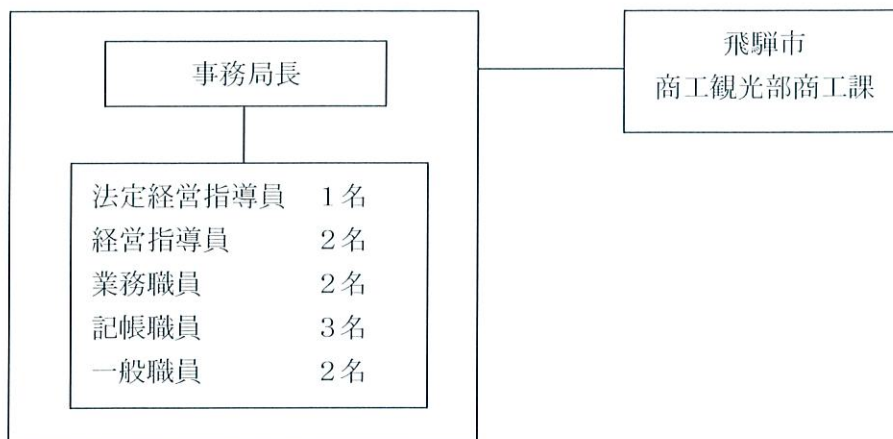 事務局長
法定経営指導員　１名
経営指導員　２名
業務職員　２名
記帳職員　３名
一般職員　２名
飛騨市
商工観光部商工課